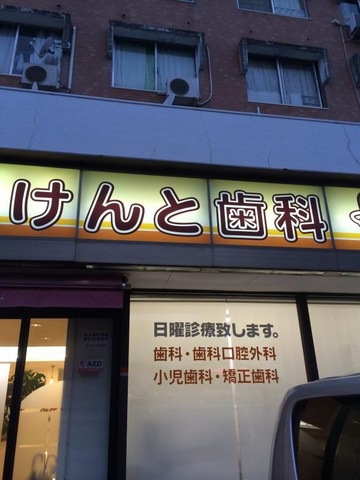 けんと歯科
日曜診療致します。
歯科・歯科口腔外科
小児歯科・矯正歯科
AED